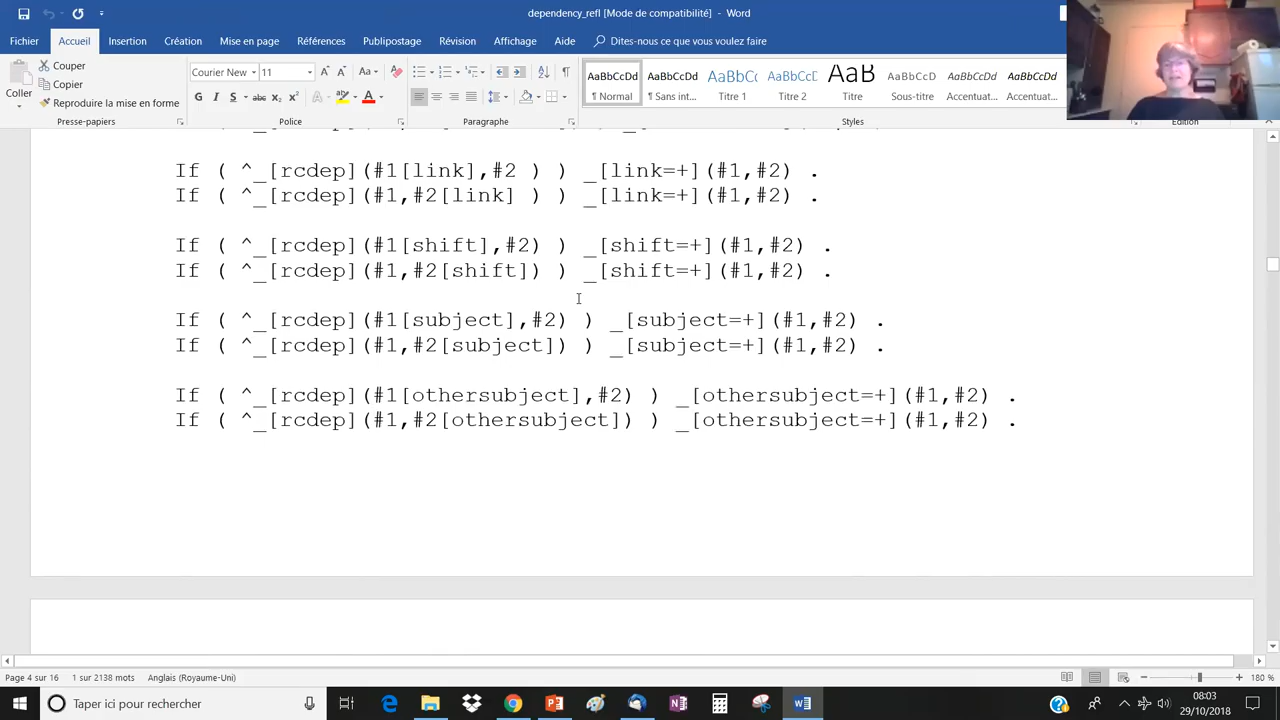 dependency_refl [Mode de compatibilité] - Word
Fichier Accueil Insertion Création Mise en page Références Publipostage Révision Affichage Aide Dites-nous ce que vous voulez faire
Coller
Couper
Copier
Reproduire la mise en forme
Presse-papiers
Courier New 11
Aa
G I S abc x₂ x²
Police
Paragraphe
AaBbCcDd AaBbCcDd AaBbCc AaBbCcC AaB AaBbCcD AaBbCcDd AaBbCcDd
¶ Normal ¶ Sans int... Titre 1 Titre 2 Titre Sous-titre Accentuat... Accentuat...
Styles
Edition
If ( ^_[rcdep](#1[link],#2 ) ) _[link=+](#1,#2) .
If ( ^_[rcdep](#1,#2[link] ) ) _[link=+](#1,#2) .
If ( ^_[rcdep](#1[shift],#2) ) _[shift=+](#1,#2) .
If ( ^_[rcdep](#1,#2[shift]) ) _[shift=+](#1,#2) .
If ( ^_[rcdep](#1[subject],#2) ) _[subject=+](#1,#2) .
If ( ^_[rcdep](#1,#2[subject]) ) _[subject=+](#1,#2) .
If ( ^_[rcdep](#1[othersubject],#2) ) _[othersubject=+](#1,#2) .
If ( ^_[rcdep](#1,#2[othersubject]) ) _[othersubject=+](#1,#2) .
Page 4 sur 16 1 sur 2138 mots Anglais (Royaume-Uni) 180 %
Taper ici pour rechercher
08:03
29/10/2018